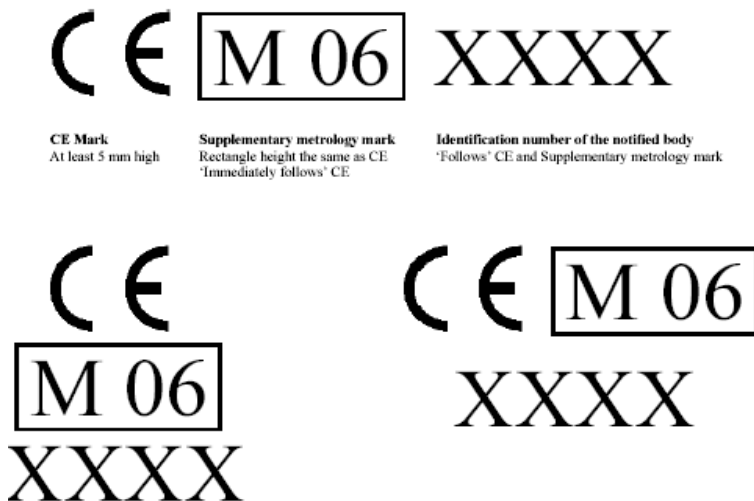 CE M 06 XXXX
CE Mark
At least 5 mm high
Supplementary metrology mark
Rectangle height the same as CE
‘Immediately follows’ CE
Identification number of the notified body
‘Follows’ CE and Supplementary metrology mark
CE
M 06
XXXX
CE M 06
XXXX